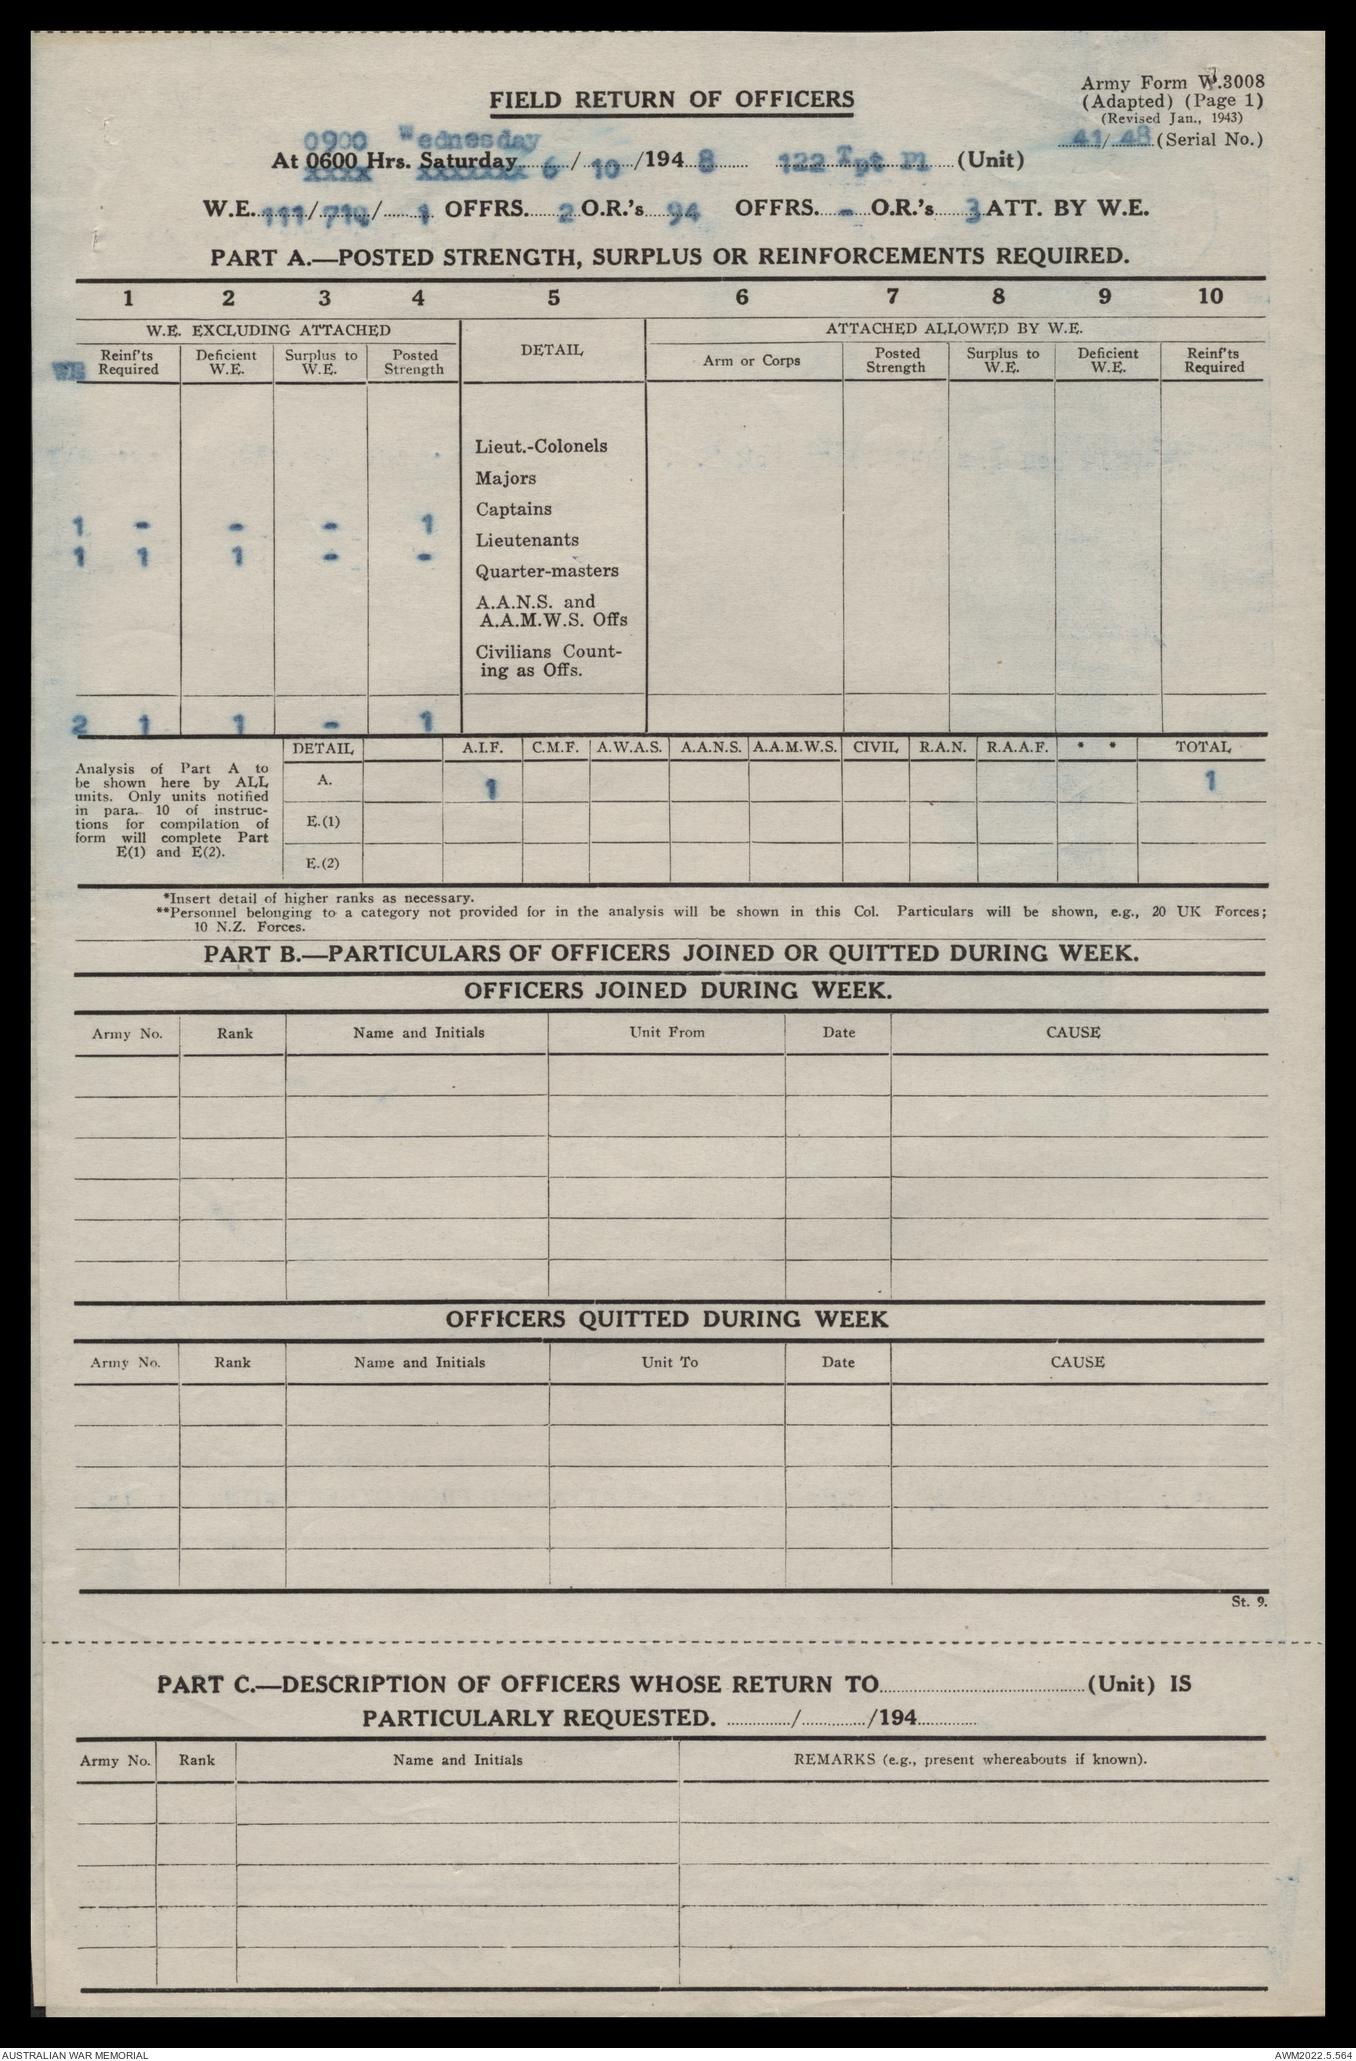 Army Form W.3008
(Adapted) (Page 1)
(Revised Jan., 1943)
41/48 (Serial No.)
FIELD RETURN OF OFFICERS
0900 Wednesday
At 0600 Hrs. Saturday 6/10/1948 122 Tpt Pl (Unit)
xxxx xxxxxxxx
W.E. 111/714/1 OFFRS. 2 O.R.'s 94 OFFRS. - O.R.'s 3 ATT. BY W.E.
PART A.—POSTED STRENGTH, SURPLUS OR REINFORCEMENTS REQUIRED.
1 2 3 4 5 6 7 8 9 10
W.E. EXCLUDING ATTACHED DETAIL ATTACHED ALLOWED BY W.E.
WE Reinf'ts Required Deficient W.E. Surplus to W.E. Posted Strength Arm or Corps Posted Strength Surplus to W.E. Deficient W.E. Reinf'ts Required
Lieut.-Colonels
Majors
Captains
1 - - - 1
Lieutenants
1 1 1 - -
Quarter-masters
A.A.N.S. and
A.A.M.W.S. Offs
Civilians Count-
ing as Offs.
2 1 1 - 1
DETAIL A.I.F. C.M.F. A.W.A.S. A.A.N.S. A.A.M.W.S. CIVIL R.A.N. R.A.A.F. * * TOTAL
Analysis of Part A to
be shown here by ALL
units. Only units notified
in para. 10 of instruc-
tions for compilation of
form will complete Part
E(1) and E(2).
A. 1 1
E.(1)
E.(2)
*Insert detail of higher ranks as necessary.
**Personnel belonging to a category not provided for in the analysis will be shown in this Col. Particulars will be shown, e.g., 20 UK Forces;
10 N.Z. Forces.
PART B.—PARTICULARS OF OFFICERS JOINED OR QUITTED DURING WEEK.
OFFICERS JOINED DURING WEEK.
Army No. Rank Name and Initials Unit From Date CAUSE
OFFICERS QUITTED DURING WEEK
Army No. Rank Name and Initials Unit To Date CAUSE
St. 9.
PART C.—DESCRIPTION OF OFFICERS WHOSE RETURN TO (Unit) IS
PARTICULARLY REQUESTED. / /194
Army No. Rank Name and Initials REMARKS (e.g., present whereabouts if known).
AUSTRALIAN WAR MEMORIAL AWM2022.5.564